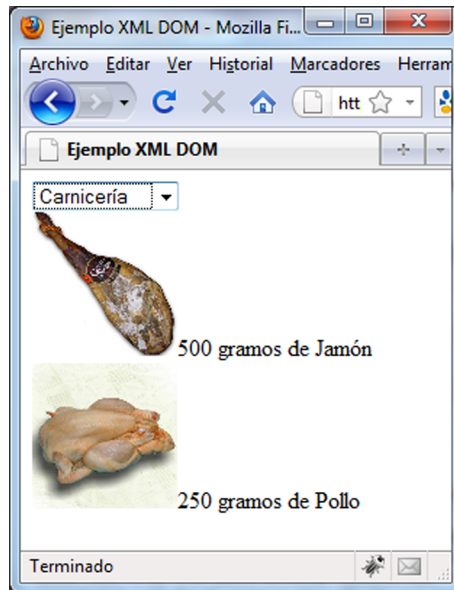 Ejemplo XML DOM - Mozilla Fi...
Archivo Editar Ver Historial Marcadores Herram
htt
Ejemplo XML DOM
Carnicería
500 gramos de Jamón
250 gramos de Pollo
Terminado